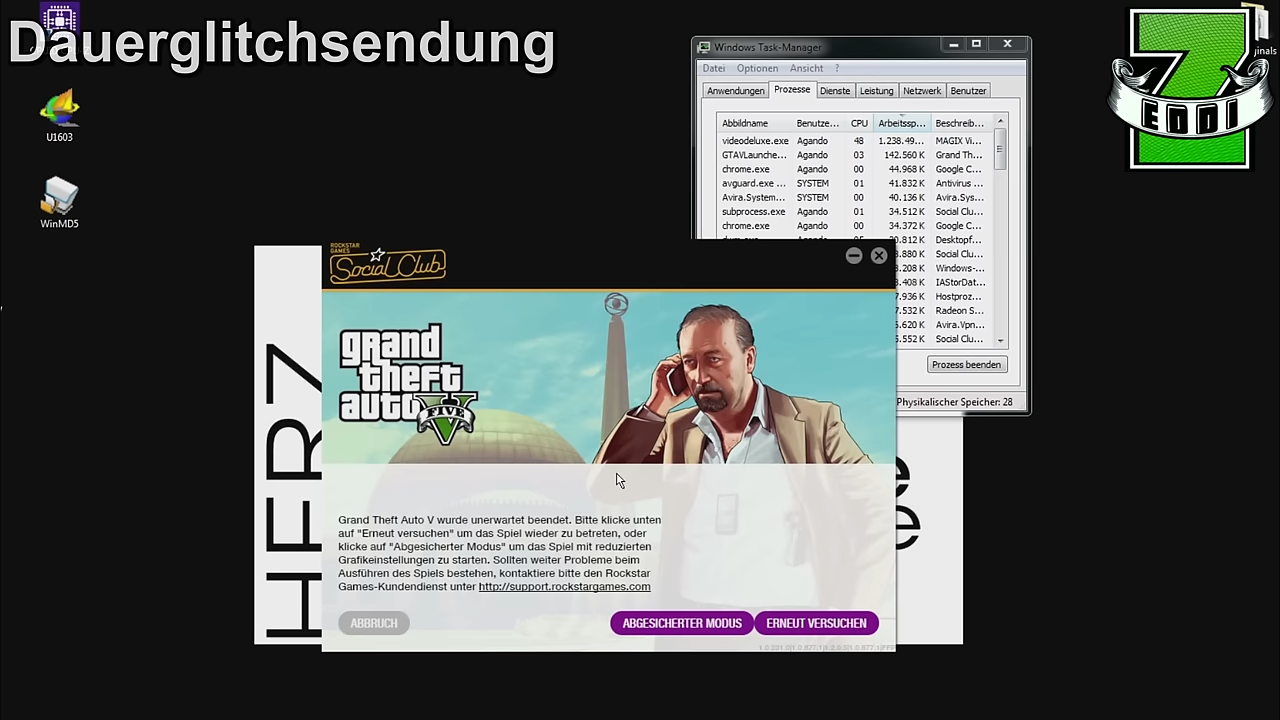 Dauerglitchsendung
U1603
WinMD5
Windows Task-Manager
Datei Optionen Ansicht ?
Anwendungen Prozesse Dienste Leistung Netzwerk Benutzer
Abbildname Benutze... CPU Arbeitssp... Beschreib...
videodeluxe.exe Agando 48 1.238.49... MAGIX Vi...
GTAVLaunche... Agando 03 142.560 K Grand Th...
chrome.exe Agando 00 44.968 K Google C...
avguard.exe ... SYSTEM 01 41.832 K Antivirus ...
Avira.System... SYSTEM 00 40.136 K Avira.Sys...
subprocess.exe Agando 01 34.512 K Social Clu...
chrome.exe Agando 00 34.372 K Google C...
Desktopf...
Social Clu...
Windows-...
IAStorDat...
Hostproz...
Radeon S...
Avira.Vpn...
Social Clu...
Prozess beenden
Physikalischer Speicher: 28
Z
EDDI
inals
ROCKSTAR
GAMES
Social Club
grand
theft
auto V
FIVE
HERZ
Grand Theft Auto V wurde unerwartet beendet. Bitte klicke unten
auf "Erneut versuchen" um das Spiel wieder zu betreten, oder
klicke auf "Abgesicherter Modus" um das Spiel mit reduzierten
Grafikeinstellungen zu starten. Sollten weiter Probleme beim
Ausführen des Spiels bestehen, kontaktiere bitte den Rockstar
Games-Kundendienst unter http://support.rockstargames.com
ABBRUCH ABGESICHERTER MODUS ERNEUT VERSUCHEN